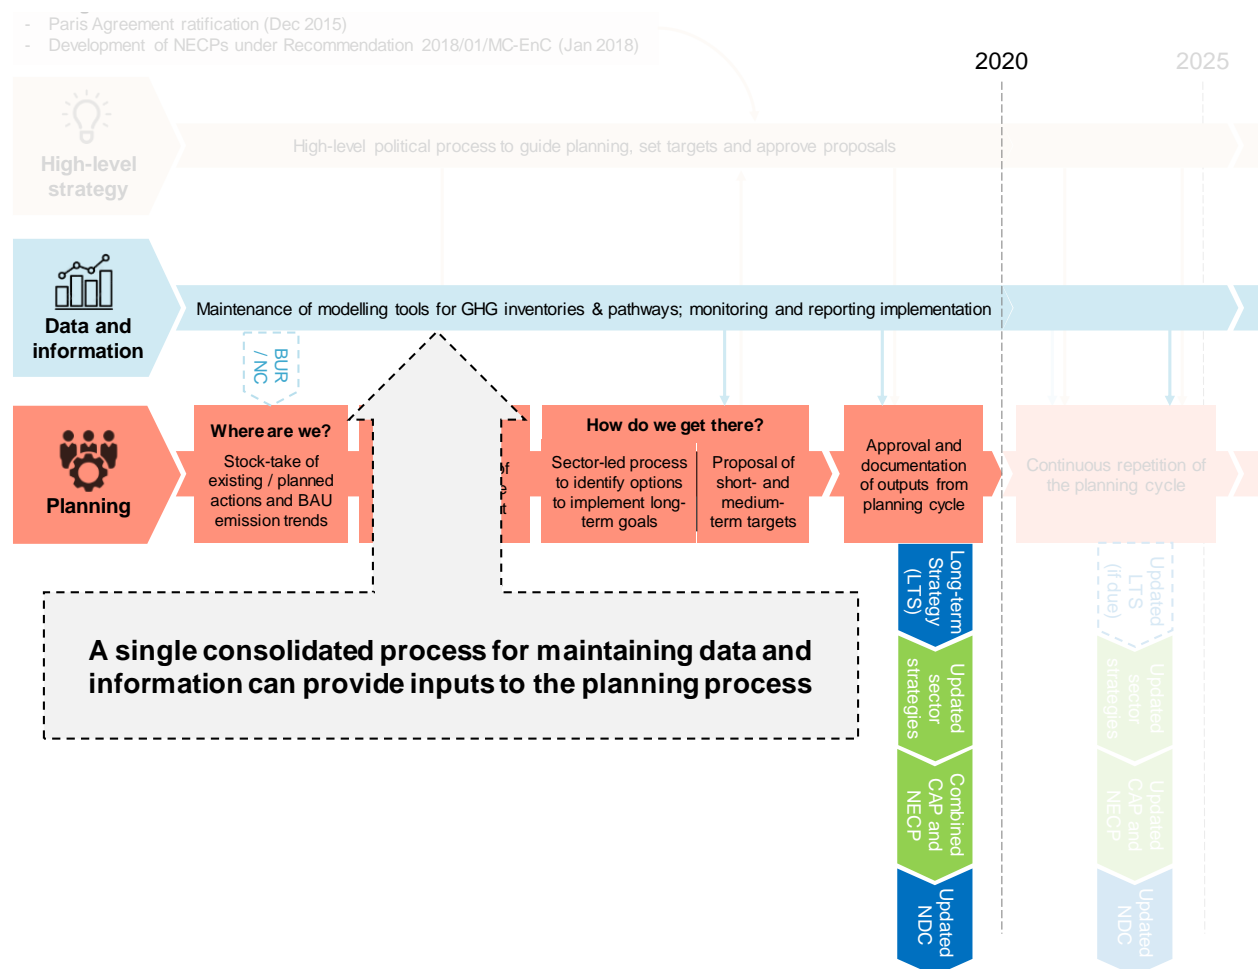 - Paris Agreement ratification (Dec 2015)
- Development of NECPs under Recommendation 2018/01/MC-EnC (Jan 2018)
2020
2025
High-level
strategy
High-level political process to guide planning, set targets and approve proposals
Data and
information
Maintenance of modelling tools for GHG inventories & pathways; monitoring and reporting implementation
BUR
/ NC
Planning
Where are we?
Stock-take of
existing / planned
actions and BAU
emission trends
of
How do we get there?
Sector-led process
to identify options
to implement long-
term goals
Proposal of
short- and
medium-
term targets
Approval and
documentation
of outputs from
planning cycle
Continuous repetition of
the planning cycle
A single consolidated process for maintaining data and
information can provide inputs to the planning process
Long-term
Strategy
(LTS)
Updated
sector
strategies
Combined
CAP and
NECP
Updated
NDC
Updated
LTS
(if due)
Updated
sector
strategies
Updated
CAP and
NECP
Updated
NDC